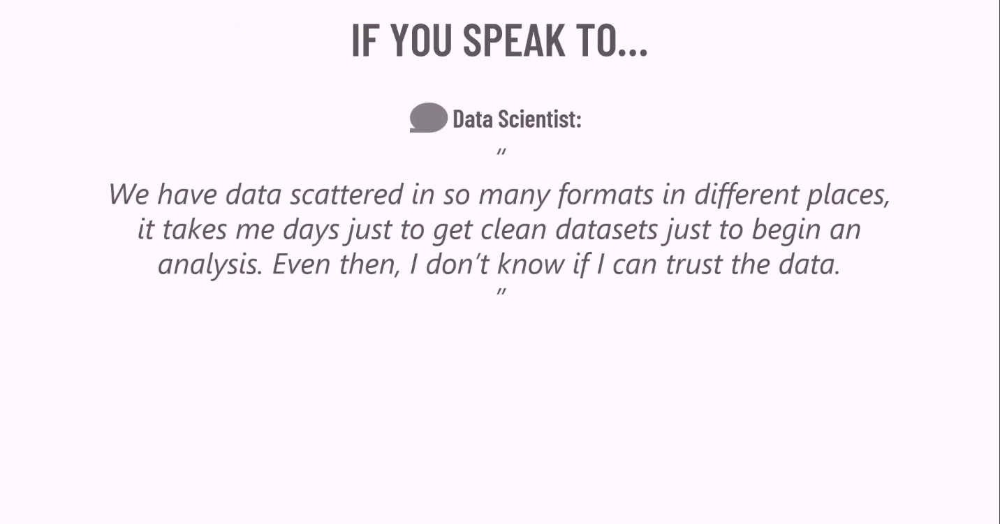 IF YOU SPEAK TO...
Data Scientist:
“
We have data scattered in so many formats in different places,
it takes me days just to get clean datasets just to begin an
analysis. Even then, I don’t know if I can trust the data.
”